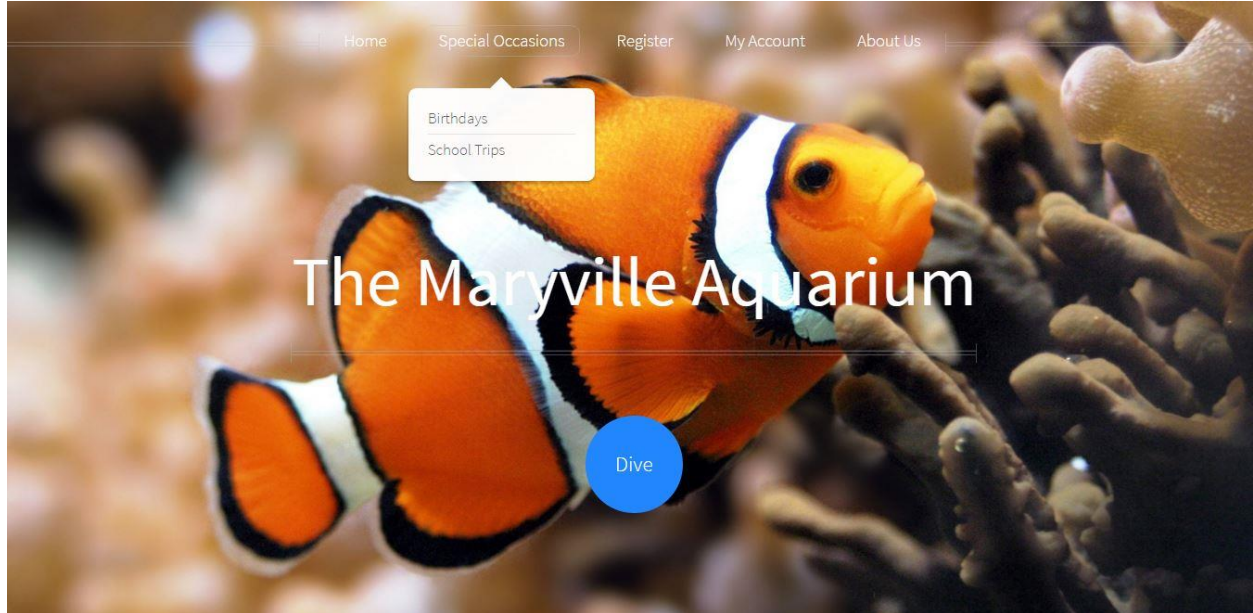 Home Special Occasions Register My Account About Us
Birthdays
School Trips
The Maryville Aquarium
Dive